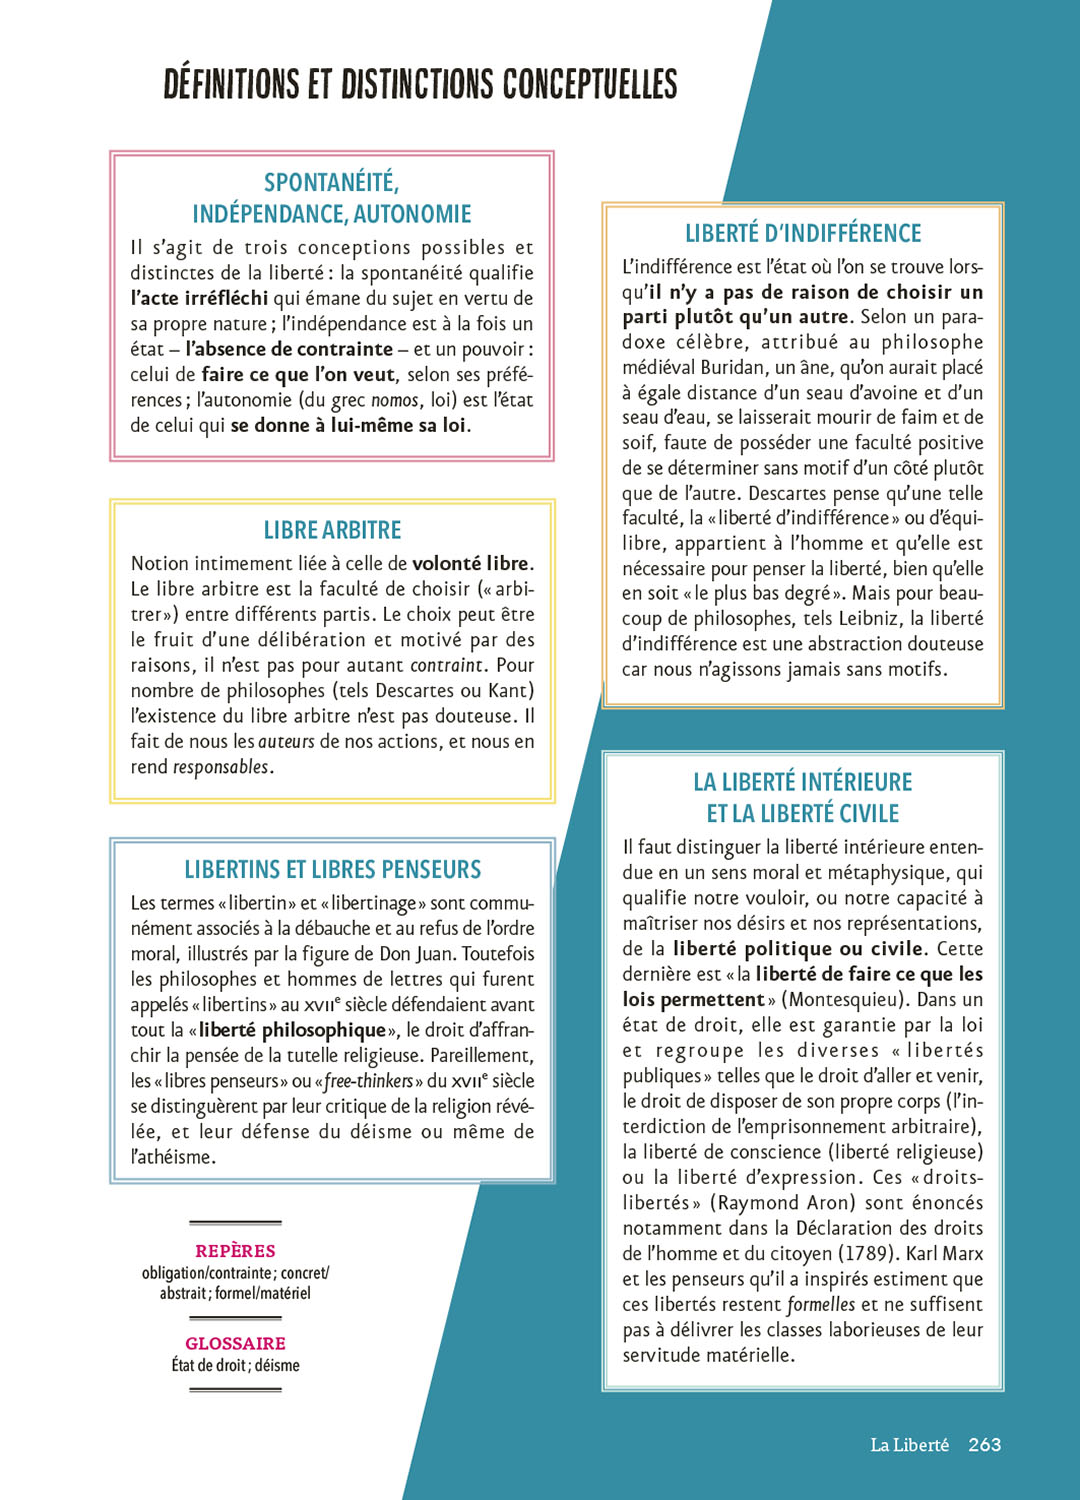 DÉFINITIONS ET DISTINCTIONS CONCEPTUELLES
SPONTANÉITÉ,
INDÉPENDANCE, AUTONOMIE
Il s'agit de trois conceptions possibles et
distinctes de la liberté : la spontanéité qualifie
l'acte irréfléchi qui émane du sujet en vertu de
sa propre nature ; l'indépendance est à la fois un
état – l'absence de contrainte – et un pouvoir :
celui de faire ce que l'on veut, selon ses préfé-
rences ; l'autonomie (du grec nomos, loi) est l'état
de celui qui se donne à lui-même sa loi.
LIBRE ARBITRE
Notion intimement liée à celle de volonté libre.
Le libre arbitre est la faculté de choisir (« arbi-
trer ») entre différents partis. Le choix peut être
le fruit d'une délibération et motivé par des
raisons, il n'est pas pour autant contraint. Pour
nombre de philosophes (tels Descartes ou Kant)
l'existence du libre arbitre n'est pas douteuse. Il
fait de nous les auteurs de nos actions, et nous en
rend responsables.
LIBERTINS ET LIBRES PENSEURS
Les termes « libertin » et « libertinage » sont commu-
nément associés à la débauche et au refus de l'ordre
moral, illustrés par la figure de Don Juan. Toutefois
les philosophes et hommes de lettres qui furent
appelés « libertins » au XVIIe siècle défendaient avant
tout la « liberté philosophique », le droit d'affran-
chir la pensée de la tutelle religieuse. Pareillement,
les « libres penseurs » ou « free-thinkers » du XVIIe siècle
se distinguèrent par leur critique de la religion révé-
lée, et leur défense du déisme ou même de
l'athéisme.
REPÈRES
obligation/contrainte ; concret/
abstrait ; formel/matériel
GLOSSAIRE
État de droit ; déisme
LIBERTÉ D'INDIFFÉRENCE
L'indifférence est l'état où l'on se trouve lors-
qu'il n'y a pas de raison de choisir un
parti plutôt qu'un autre. Selon un para-
doxe célèbre, attribué au philosophe
médiéval Buridan, un âne, qu'on aurait placé
à égale distance d'un seau d'avoine et d'un
seau d'eau, se laisserait mourir de faim et de
soif, faute de posséder une faculté positive
de se déterminer sans motif d'un côté plutôt
que de l'autre. Descartes pense qu'une telle
faculté, la « liberté d'indifférence » ou d'équi-
libre, appartient à l'homme et qu'elle est
nécessaire pour penser la liberté, bien qu'elle
en soit « le plus bas degré ». Mais pour beau-
coup de philosophes, tels Leibniz, la liberté
d'indifférence est une abstraction douteuse
car nous n'agissons jamais sans motifs.
LA LIBERTÉ INTÉRIEURE
ET LA LIBERTÉ CIVILE
Il faut distinguer la liberté intérieure enten-
due en un sens moral et métaphysique, qui
qualifie notre vouloir, ou notre capacité à
maîtriser nos désirs et nos représentations,
de la liberté politique ou civile. Cette
dernière est « la liberté de faire ce que les
lois permettent » (Montesquieu). Dans un
état de droit, elle est garantie par la loi
et regroupe les diverses « libertés
publiques » telles que le droit d'aller et venir,
le droit de disposer de son propre corps (l'in-
terdiction de l'emprisonnement arbitraire),
la liberté de conscience (liberté religieuse)
ou la liberté d'expression. Ces « droits-
libertés » (Raymond Aron) sont énoncés
notamment dans la Déclaration des droits
de l'homme et du citoyen (1789). Karl Marx
et les penseurs qu'il a inspirés estiment que
ces libertés restent formelles et ne suffisent
pas à délivrer les classes laborieuses de leur
servitude matérielle.
La Liberté 263